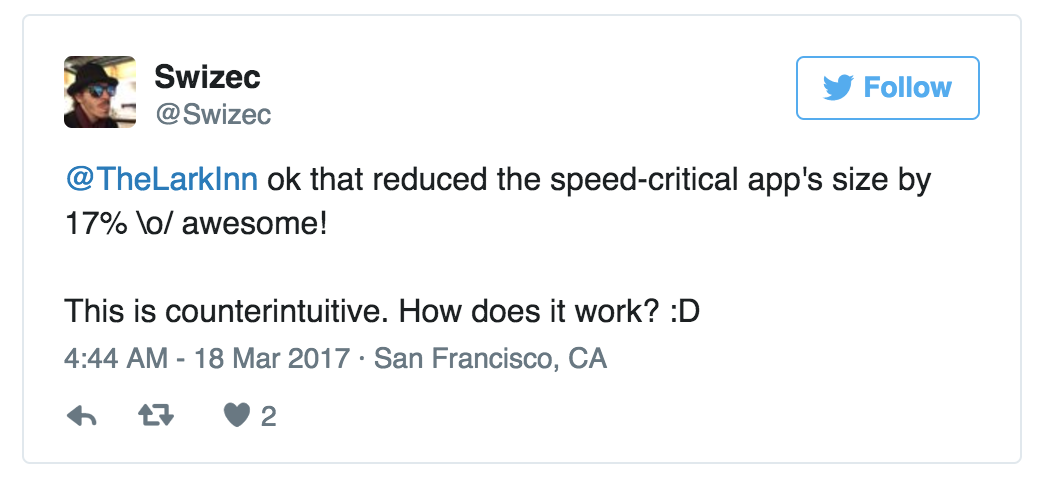 Swizec
@Swizec
Follow
@TheLarkInn ok that reduced the speed-critical app's size by
17% \o/ awesome!
This is counterintuitive. How does it work? :D
4:44 AM - 18 Mar 2017 · San Francisco, CA
2